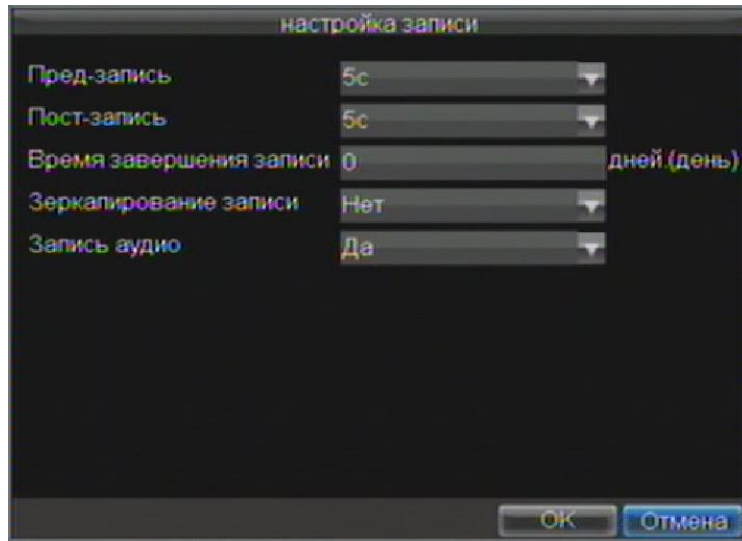 настройка записи
Пред-запись 5с
Пост-запись 5с
Время завершения записи 0 дней.(день)
Зеркалирование записи Нет
Запись аудио Да
OK Отмена